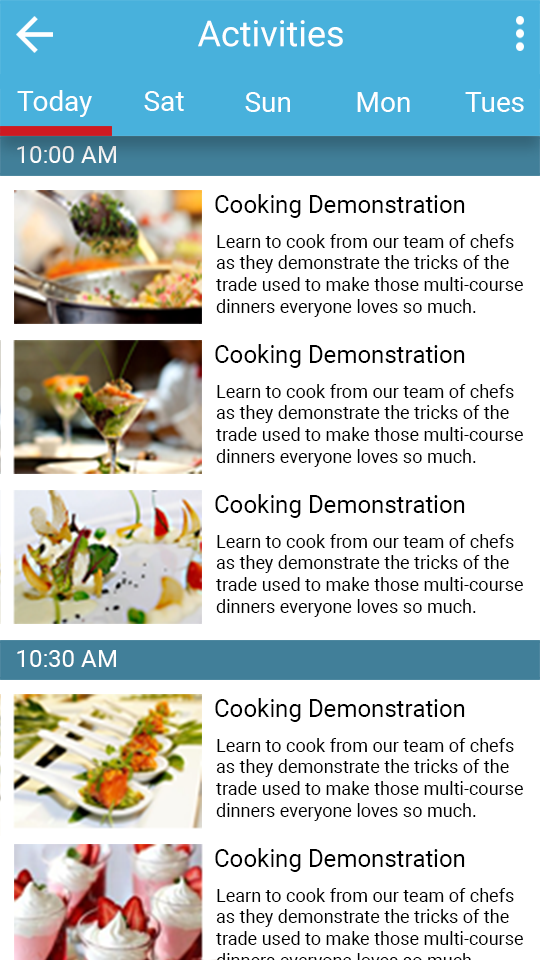 Activities
Today Sat Sun Mon Tues
10:00 AM
Cooking Demonstration
Learn to cook from our team of chefs
as they demonstrate the tricks of the
trade used to make those multi-course
dinners everyone loves so much.
Cooking Demonstration
Learn to cook from our team of chefs
as they demonstrate the tricks of the
trade used to make those multi-course
dinners everyone loves so much.
Cooking Demonstration
Learn to cook from our team of chefs
as they demonstrate the tricks of the
trade used to make those multi-course
dinners everyone loves so much.
10:30 AM
Cooking Demonstration
Learn to cook from our team of chefs
as they demonstrate the tricks of the
trade used to make those multi-course
dinners everyone loves so much.
Cooking Demonstration
Learn to cook from our team of chefs
as they demonstrate the tricks of the
trade used to make those multi-course
dinners everyone loves so much.